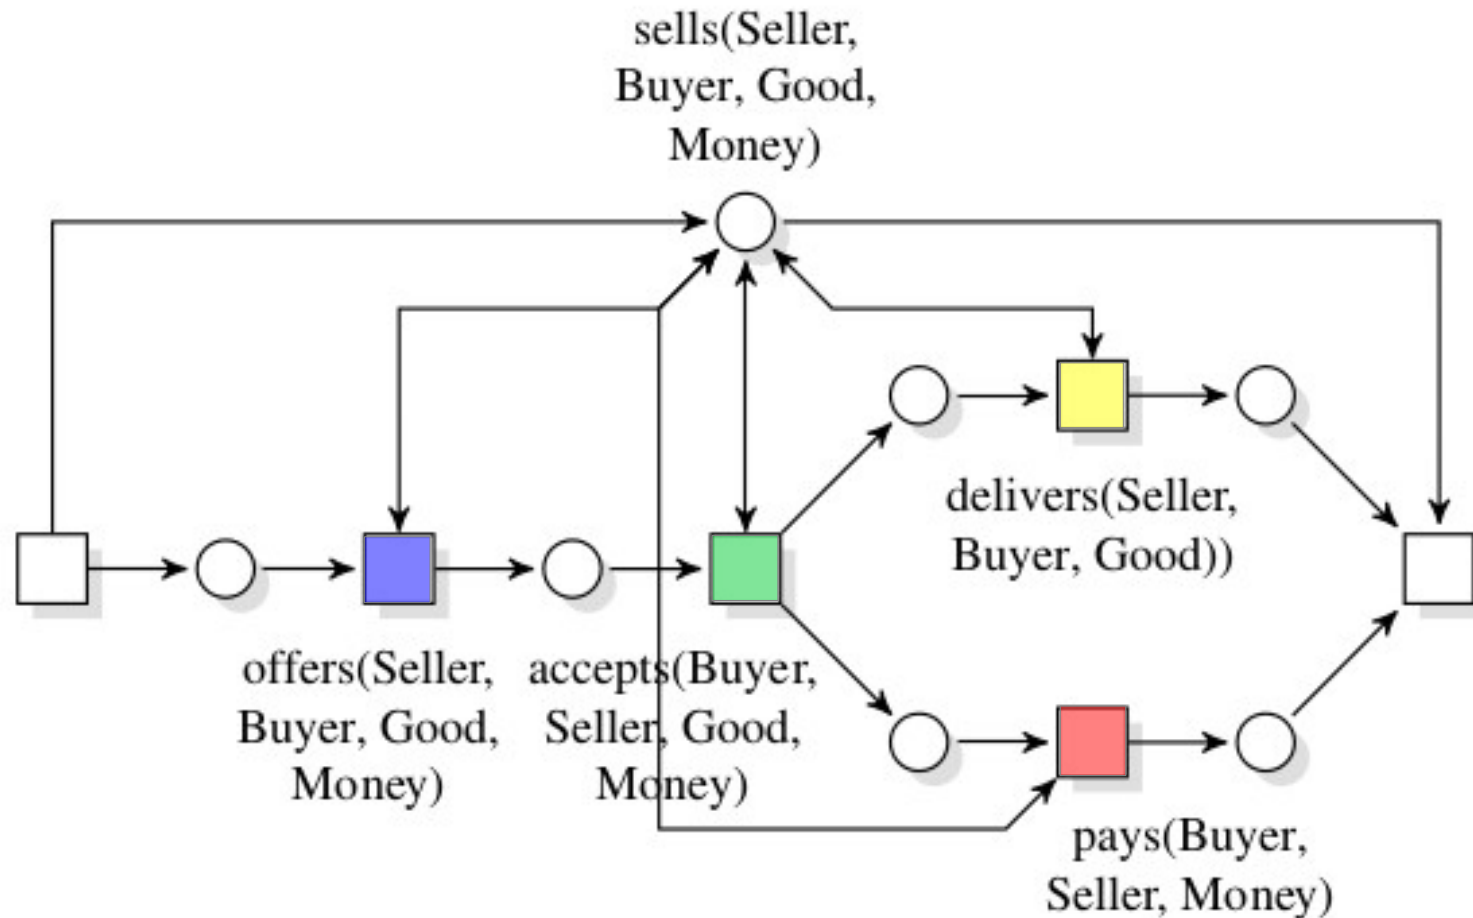 sells(Seller,
Buyer, Good,
Money)
delivers(Seller,
Buyer, Good))
offers(Seller,
Buyer, Good,
Money)
accepts(Buyer,
Seller, Good,
Money)
pays(Buyer,
Seller, Money)